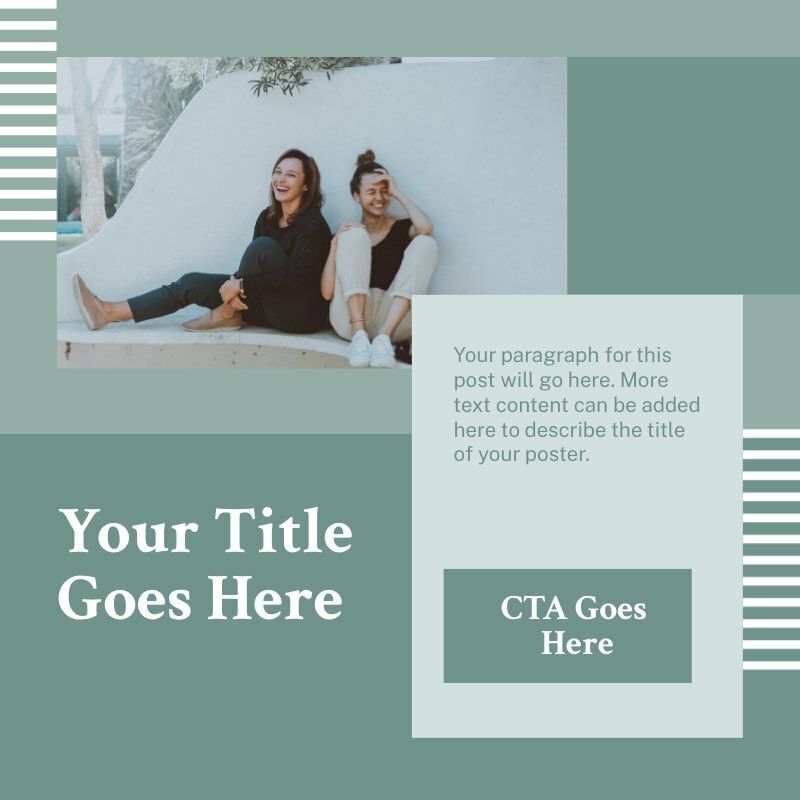 Your paragraph for this
post will go here. More
text content can be added
here to describe the title
of your poster.
Your Title
Goes Here
CTA Goes
Here